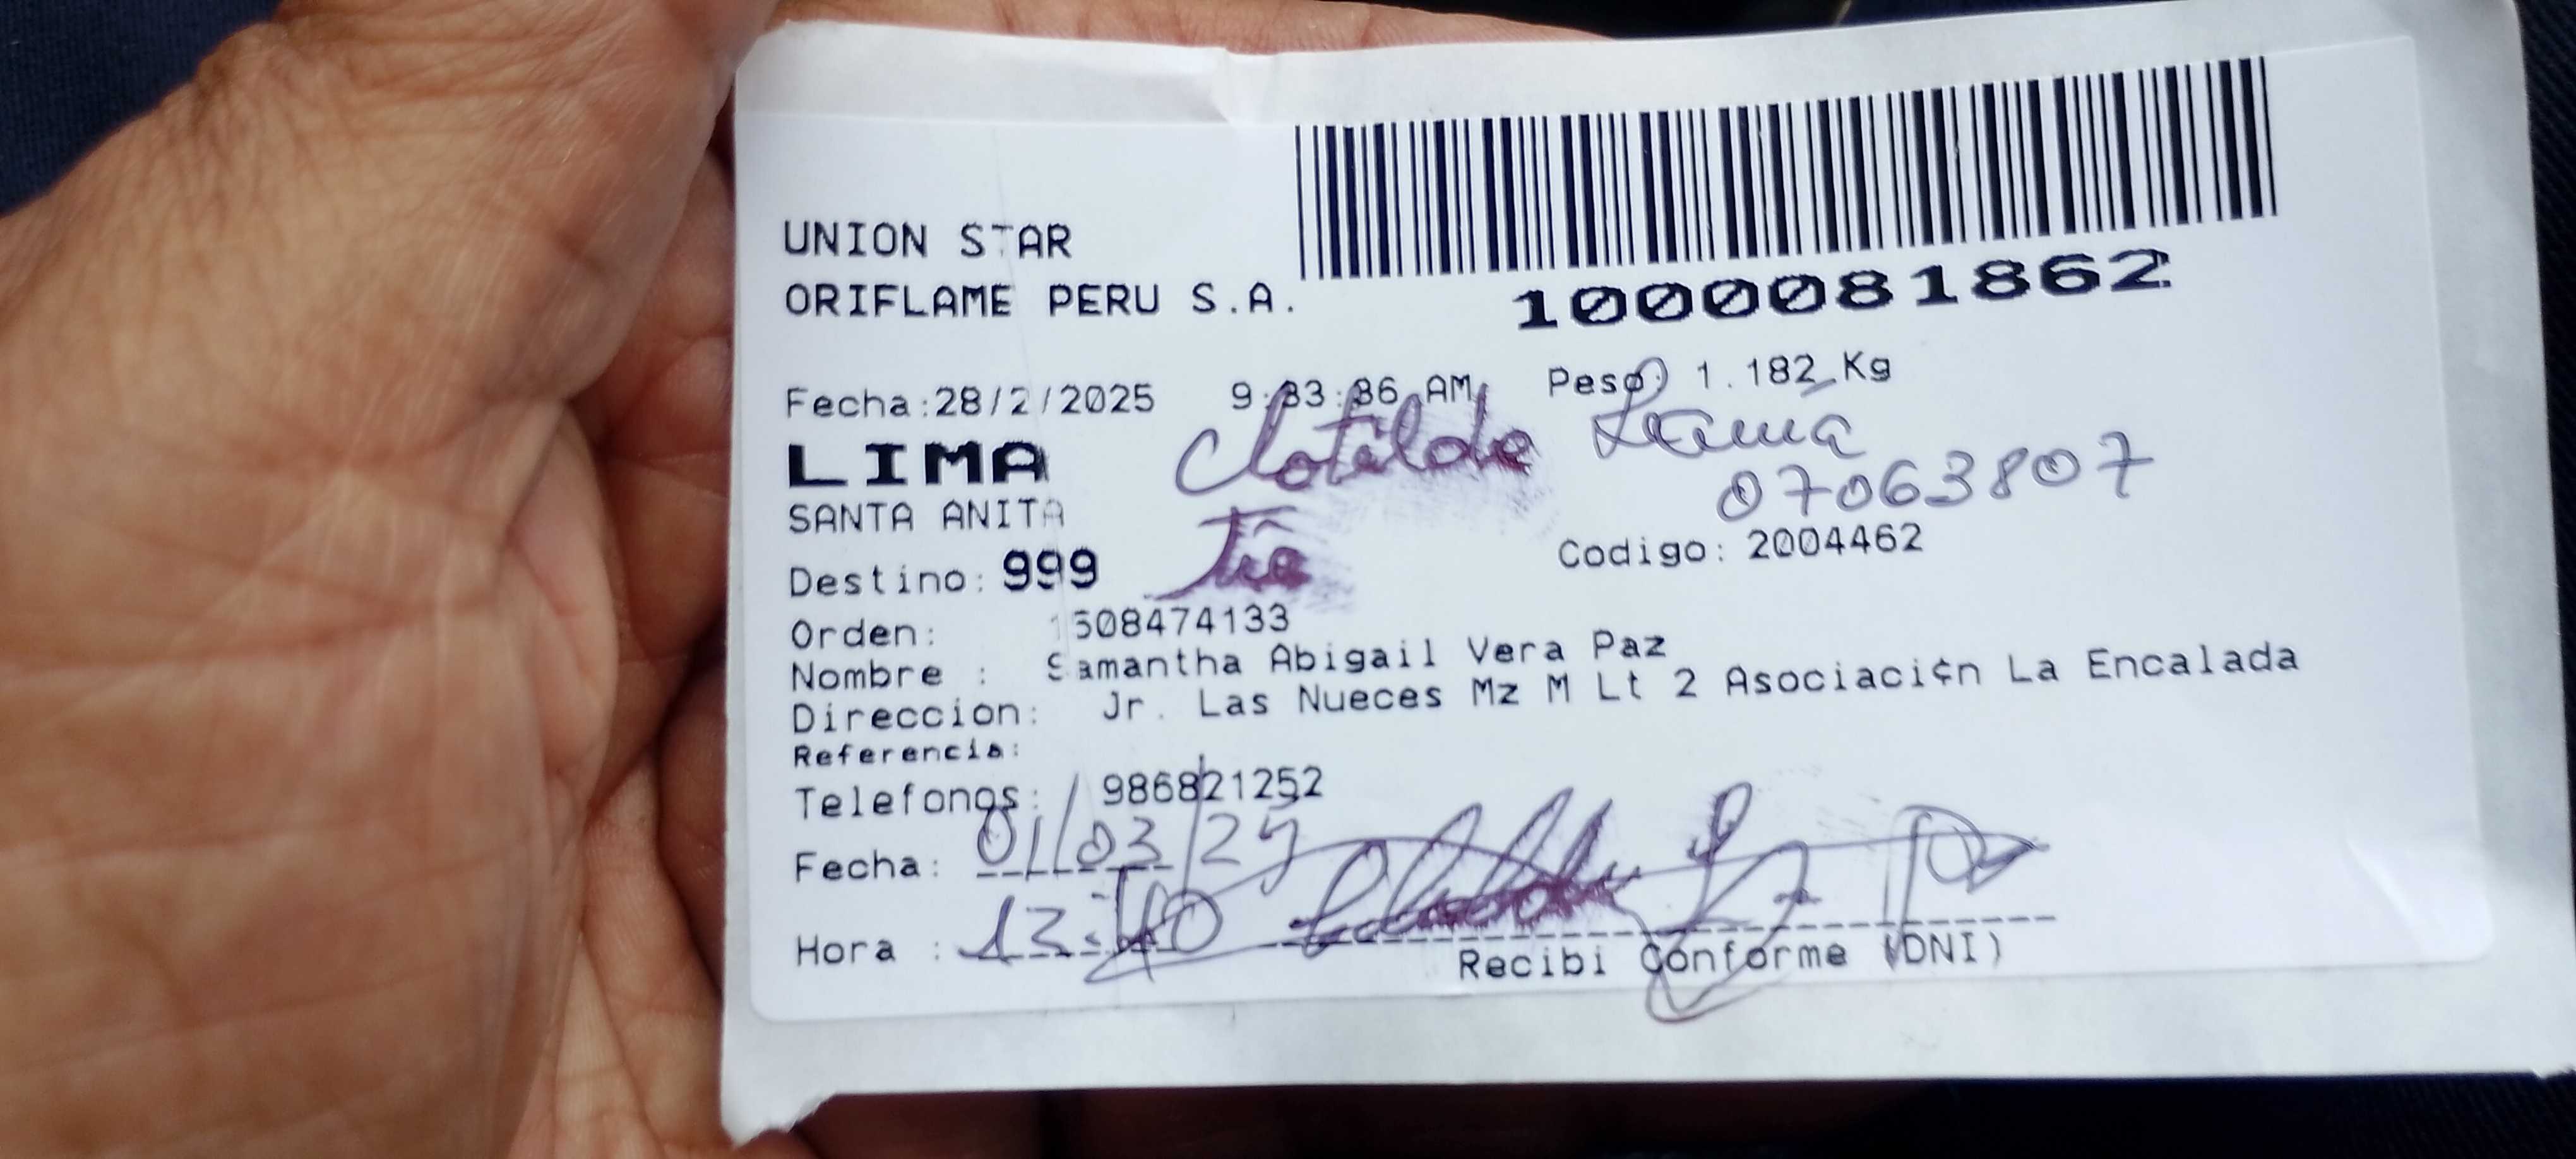 UNION STAR
ORIFLAME PERU S.A.
1000081862
Fecha:28/2/2025 9:33:36 AM Peso: 1.182 Kg
LIMA Clotilde
07063807
SANTA ANITA
Tía
Codigo: 2004462
Destino: 999
Orden: 1508474133
Nombre : Samantha Abigail Vera Paz
Direccion: Jr. Las Nueces Mz M Lt 2 Asociaci¢n La Encalada
Referencia:
Telefonos: 986821252
Fecha: 01/03/25
Hora : 13:40
Recibi Conforme (DNI)